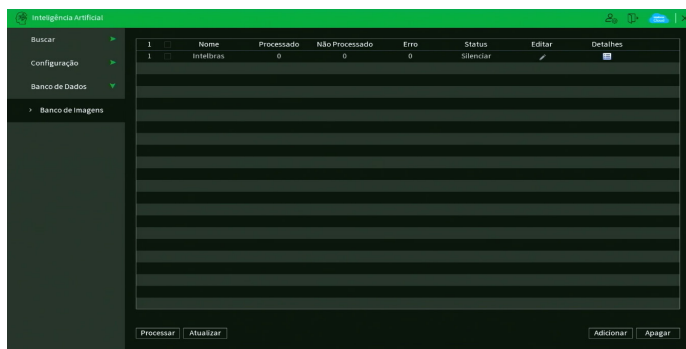 Inteligência Artificial
Buscar
Configuração
Banco de Dados
> Banco de Imagens
1 Nome Processado Não Processado Erro Status Editar Detalhes
1 Intelbras 0 0 0 Silenciar
Processar Atualizar Adicionar Apagar